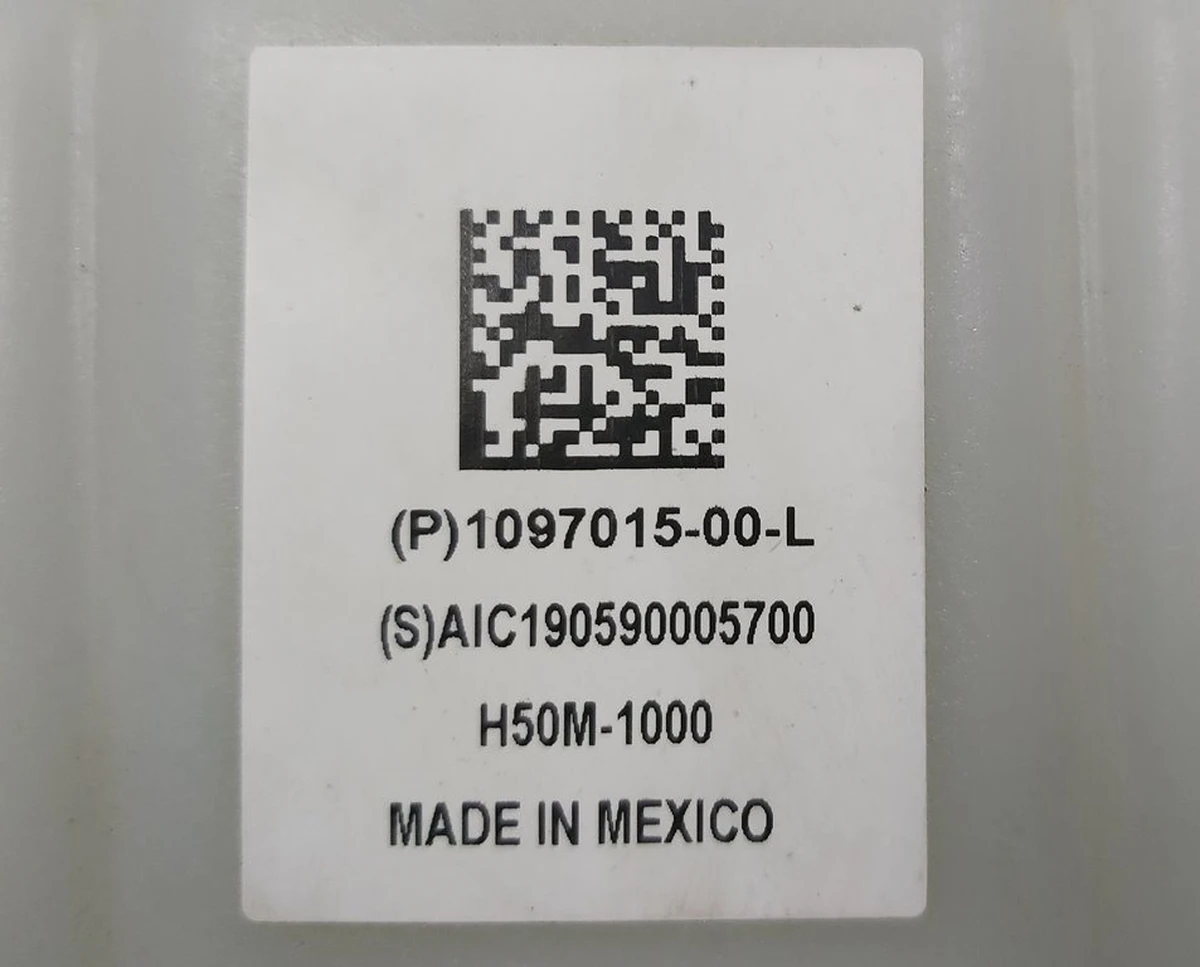 (P)1097015-00-L
(S)AIC190590005700
H50M-1000
MADE IN MEXICO